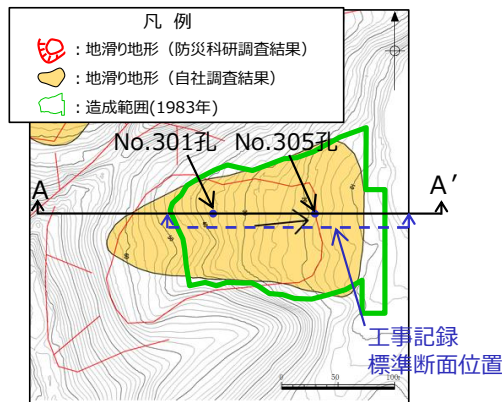 凡 例
：地滑り地形（防災科研調査結果）
：地滑り地形（自社調査結果）
：造成範囲(1983年)
No.301孔 No.305孔
A
A′
工事記録
標準断面位置
0 50 100